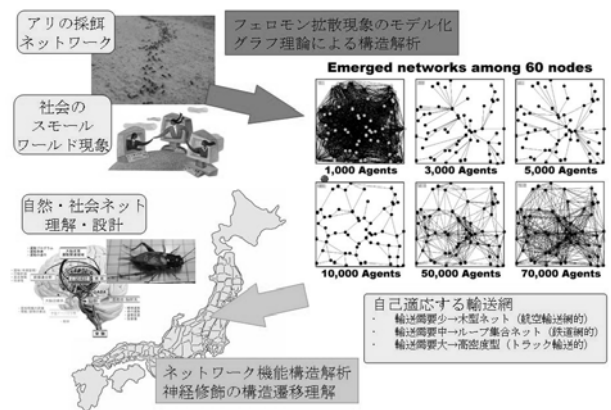 アリの採餌
ネットワーク
フェロモン拡散現象のモデル化
グラフ理論による構造解析
Emerged networks among 60 nodes
社会の
スモール
ワールド現象
1,000 Agents
3,000 Agents
5,000 Agents
自然・社会ネット
理解・設計
10,000 Agents
50,000 Agents
70,000 Agents
自己適応する輸送網
・ 輸送需要少→木型ネット（航空輸送網的）
・ 輸送需要中→ループ集合ネット（鉄道網的）
・ 輸送需要大→高密度型（トラック輸送的）
ネットワーク機能構造解析
神経修飾の構造遷移理解